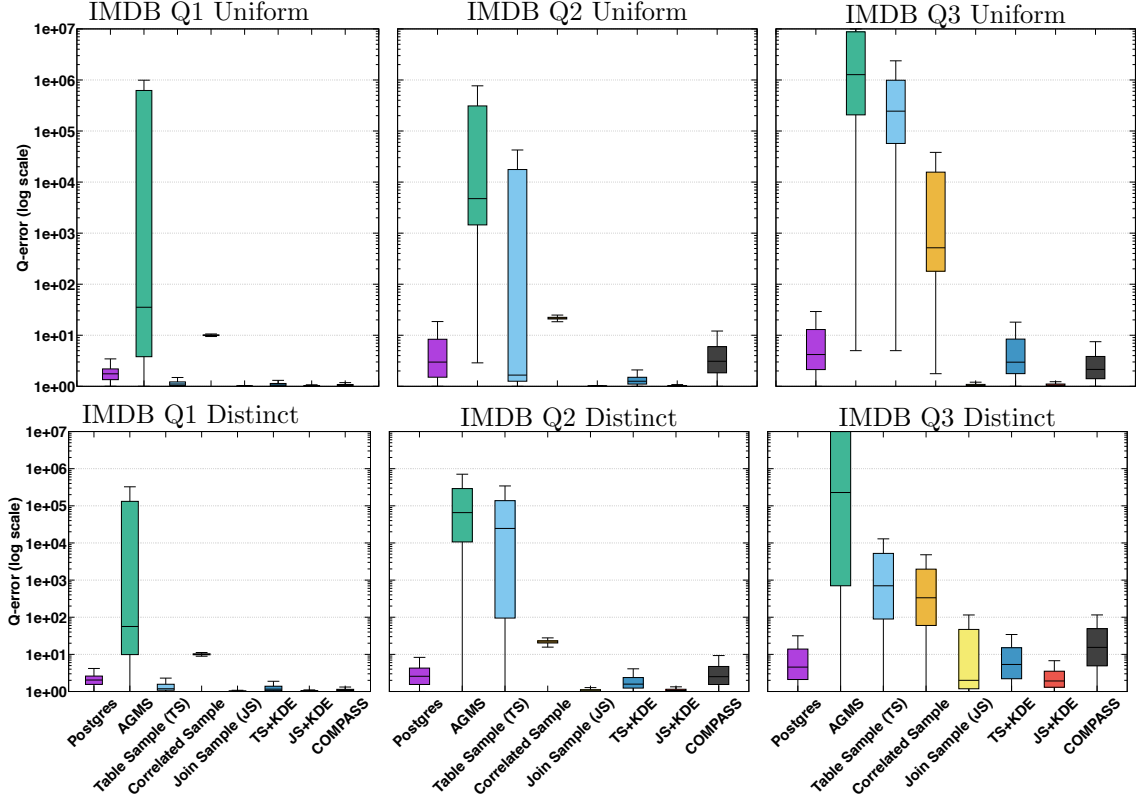 IMDB Q1 Uniform
IMDB Q2 Uniform
IMDB Q3 Uniform
1e+07
1e+06
1e+05
1e+04
1e+03
1e+02
1e+01
1e+00
Q-error (log scale)
IMDB Q1 Distinct
IMDB Q2 Distinct
IMDB Q3 Distinct
1e+07
1e+06
1e+05
1e+04
1e+03
1e+02
1e+01
1e+00
Q-error (log scale)
Postgres
AGMS
Table Sample (TS)
Correlated Sample
Join Sample (JS)
TS+KDE
JS+KDE
COMPASS
Postgres
AGMS
Table Sample (TS)
Correlated Sample
Join Sample (JS)
TS+KDE
JS+KDE
COMPASS
Postgres
AGMS
Table Sample (TS)
Correlated Sample
Join Sample (JS)
TS+KDE
JS+KDE
COMPASS